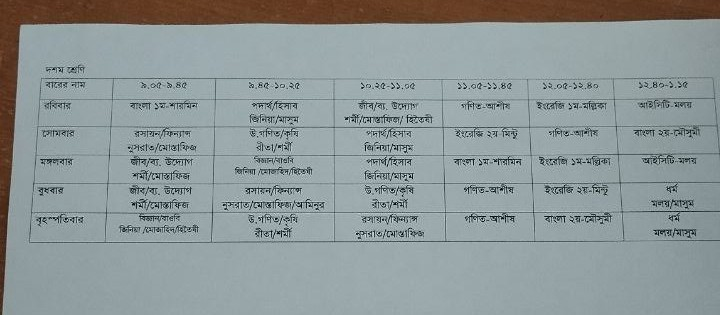 দশম শ্রেণি
বারের নাম ৯.০৫-৯.৪৫ ৯.৪৫-১০.২৫ ১০.২৫-১১.০৫ ১১.০৫-১১.৪৫ ১২.০৫-১২.৪০ ১২.৪০-১.১৫
রবিবার বাংলা ১ম-শারমিন পদার্থ/হিসাব জীব/ব্য. উদ্যোগ গণিত-আশীষ ইংরেজি ১ম-মল্লিকা আইসিটি-মলয়
জিনিয়া/মাসুম শর্মী/মোস্তাফিজ/ হিতৈষী
সোমবার রসায়ন/ফিন্যান্স উ.গণিত/কৃষি পদার্থ/হিসাব ইংরেজি ২য়-মিন্টু গণিত-আশীষ বাংলা ২য়-মৌসুমী
নুসরাত/মোস্তাফিজ রীতা/শর্মী জিনিয়া/মাসুম
মঙ্গলবার জীব/ব্য. উদ্যোগ বিজ্ঞান/বাওবি পদার্থ/হিসাব বাংলা ১ম-শারমিন ইংরেজি ১ম-মল্লিকা আইসিটি-মলয়
শর্মী/মোস্তাফিজ জিনিয়া /মোজাহিদ/হিতৈষী জিনিয়া/মাসুম
বুধবার জীব/ব্য. উদ্যোগ রসায়ন/ফিন্যান্স উ.গণিত/কৃষি গণিত-আশীষ ইংরেজি ২য়-মিন্টু ধর্ম
শর্মী/মোস্তাফিজ নুসরাত/মোস্তাফিজ/আমিনুর রীতা/শর্মী মলয়/মাসুম
বৃহস্পতিবার বিজ্ঞান/বাওবি উ.গণিত/কৃষি রসায়ন/ফিন্যান্স গণিত-আশীষ বাংলা ২য়-মৌসুমী ধর্ম
জিনিয়া /মোজাহিদ/হিতৈষী রীতা/শর্মী নুসরাত/মোস্তাফিজ মলয়/মাসুম